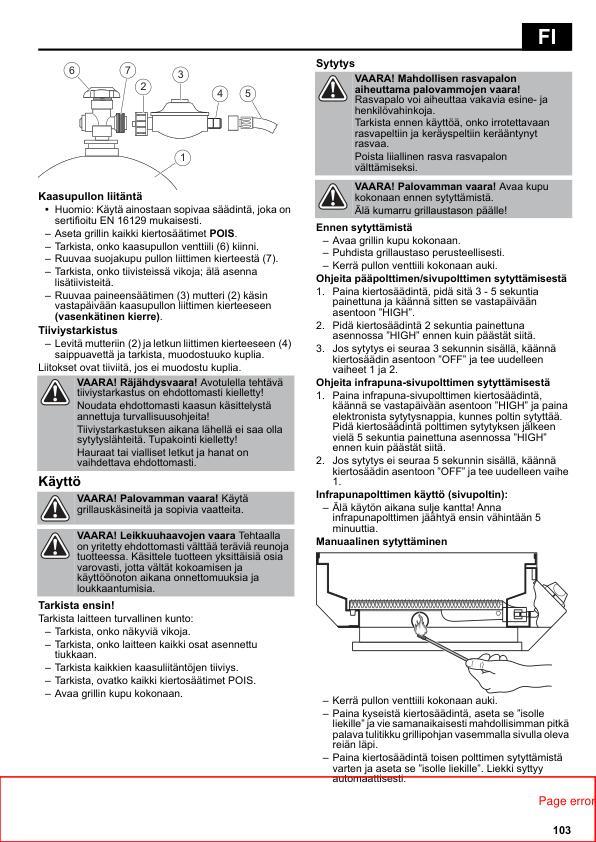 FI
6
7
2
3
4
5
1
Kaasupullon liitäntä
• Huomio: Käytä ainostaan sopivaa säädintä, joka on
sertifioitu EN 16129 mukaisesti.
– Aseta grillin kaikki kiertosäätimet POIS.
– Tarkista, onko kaasupullon venttiili (6) kiinni.
– Ruuvaa suojakupu pullon liittimen kierteestä (7).
– Tarkista, onko tiivisteissä vikoja; älä asenna
lisätiivisteitä.
– Ruuvaa paineensäätimen (3) mutteri (2) käsin
vastapäivään kaasupullon liittimen kierteeseen
(vasenkätinen kierre).
Tiiviystarkistus
– Levitä mutteriin (2) ja letkun liittimen kierteeseen (4)
saippuavettä ja tarkista, muodostuuko kuplia.
Liitokset ovat tiiviitä, jos ei muodostu kuplia.
VAARA! Räjähdysvaara! Avotulella tehtävä
tiiviystarkistus on ehdottomasti kielletty!
Noudata ehdottomasti kaasun käsittelystä
annettuja turvallisuusohjeita!
Tiiviystarkastuksen aikana lähellä ei saa olla
sytytyslähteitä. Tupakointi kielletty!
Hauraat tai vialliset letkut ja hanat on
vaihdettava ehdottomasti.
Käyttö
VAARA! Palovamman vaara! Käytä
grillauskäsineitä ja sopivia vaatteita.
VAARA! Leikkuuhaavojen vaara Tehtaalla
on yritetty ehdottomasti välttää teräviä reunoja
tuotteessa. Käsittele tuotteen yksittäisiä osia
varovasti, jotta vältät kokoamisen ja
käyttöönoton aikana onnettomuuksia ja
loukkaantumisia.
Tarkista ensin!
Tarkista laitteen turvallinen kunto:
– Tarkista, onko näkyviä vikoja.
– Tarkista, onko laitteen kaikki osat asennettu
tiukkaan.
– Tarkista kaikkien kaasuliitäntöjen tiiviys.
– Tarkista, ovatko kaikki kiertosäätimet POIS.
– Avaa grillin kupu kokonaan.
Sytytys
VAARA! Mahdollisen rasvapalon
aiheuttama palovammojen vaara!
Rasvapalo voi aiheuttaa vakavia esine- ja
henkilövahinkoja.
Tarkista ennen käyttöä, onko irrotettavaan
rasvapeltiin ja keräyspeltiin kerääntynyt
rasvaa.
Poista liiallinen rasva rasvapalon
välttämiseksi.
VAARA! Palovamman vaara! Avaa kupu
kokonaan ennen sytyttämistä.
Älä kumarru grillaustason päälle!
Ennen sytyttämistä
– Avaa grillin kupu kokonaan.
– Puhdista grillaustaso perusteellisesti.
– Kerrä pullon venttiili kokonaan auki.
Ohjeita pääpolttimen/sivupolttimen sytyttämisestä
1. Paina kiertosäädintä, pidä sitä 3 - 5 sekuntia
painettuna ja käännä sitten se vastapäivään
asentoon ”HIGH”.
2. Pidä kiertosäädintä 2 sekuntia painettuna
asennossa ”HIGH” ennen kuin päästät siitä.
3. Jos sytytys ei seuraa 3 sekunnin sisällä, käännä
kiertroсäädin asentoon ”OFF” ja tee uudelleen
vaiheet 1 ja 2.
Ohjeita infrapuna-sivupolttimen sytyttämisestä
1. Paina infrapuna-sivupolttimen kiertosäädintä,
käännä se vastapäivään asentoon ”HIGH” ja paina
elektronista sytytysnappia, kunnes poltin sytyttää.
Pidä kiertosäädintä polttimen sytytyksen jälkeen
vielä 5 sekuntia painettuna asennossa ”HIGH”
ennen kuin päästät siitä.
2. Jos sytytys ei seuraa 5 sekunnin sisällä, käännä
kiertosäädin asentoon ”OFF” ja tee uudelleen vaihe
1.
Infrapunapolttimen käyttö (sivupoltin):
– Älä käytön aikana sulje kantta! Anna
infrapunapolttimen jäähtyä ensin vähintään 5
minuuttia.
Manuaalinen sytyttäminen
– Kerrä pullon venttiili kokonaan auki.
– Paina kyseistä kiertosäädintä, aseta se ”isolle
liekille” ja vie samanaikaisesti mahdollisimman pitkä
palava tulitikku grillipohjan vasemmalla sivulla oleva
reiän läpi.
– Paina kiertosäädintä toisen polttimen sytyttämistä
varten ja aseta se ”isolle liekille”. Liekki syttyy
automaattisesti.
Page error
103